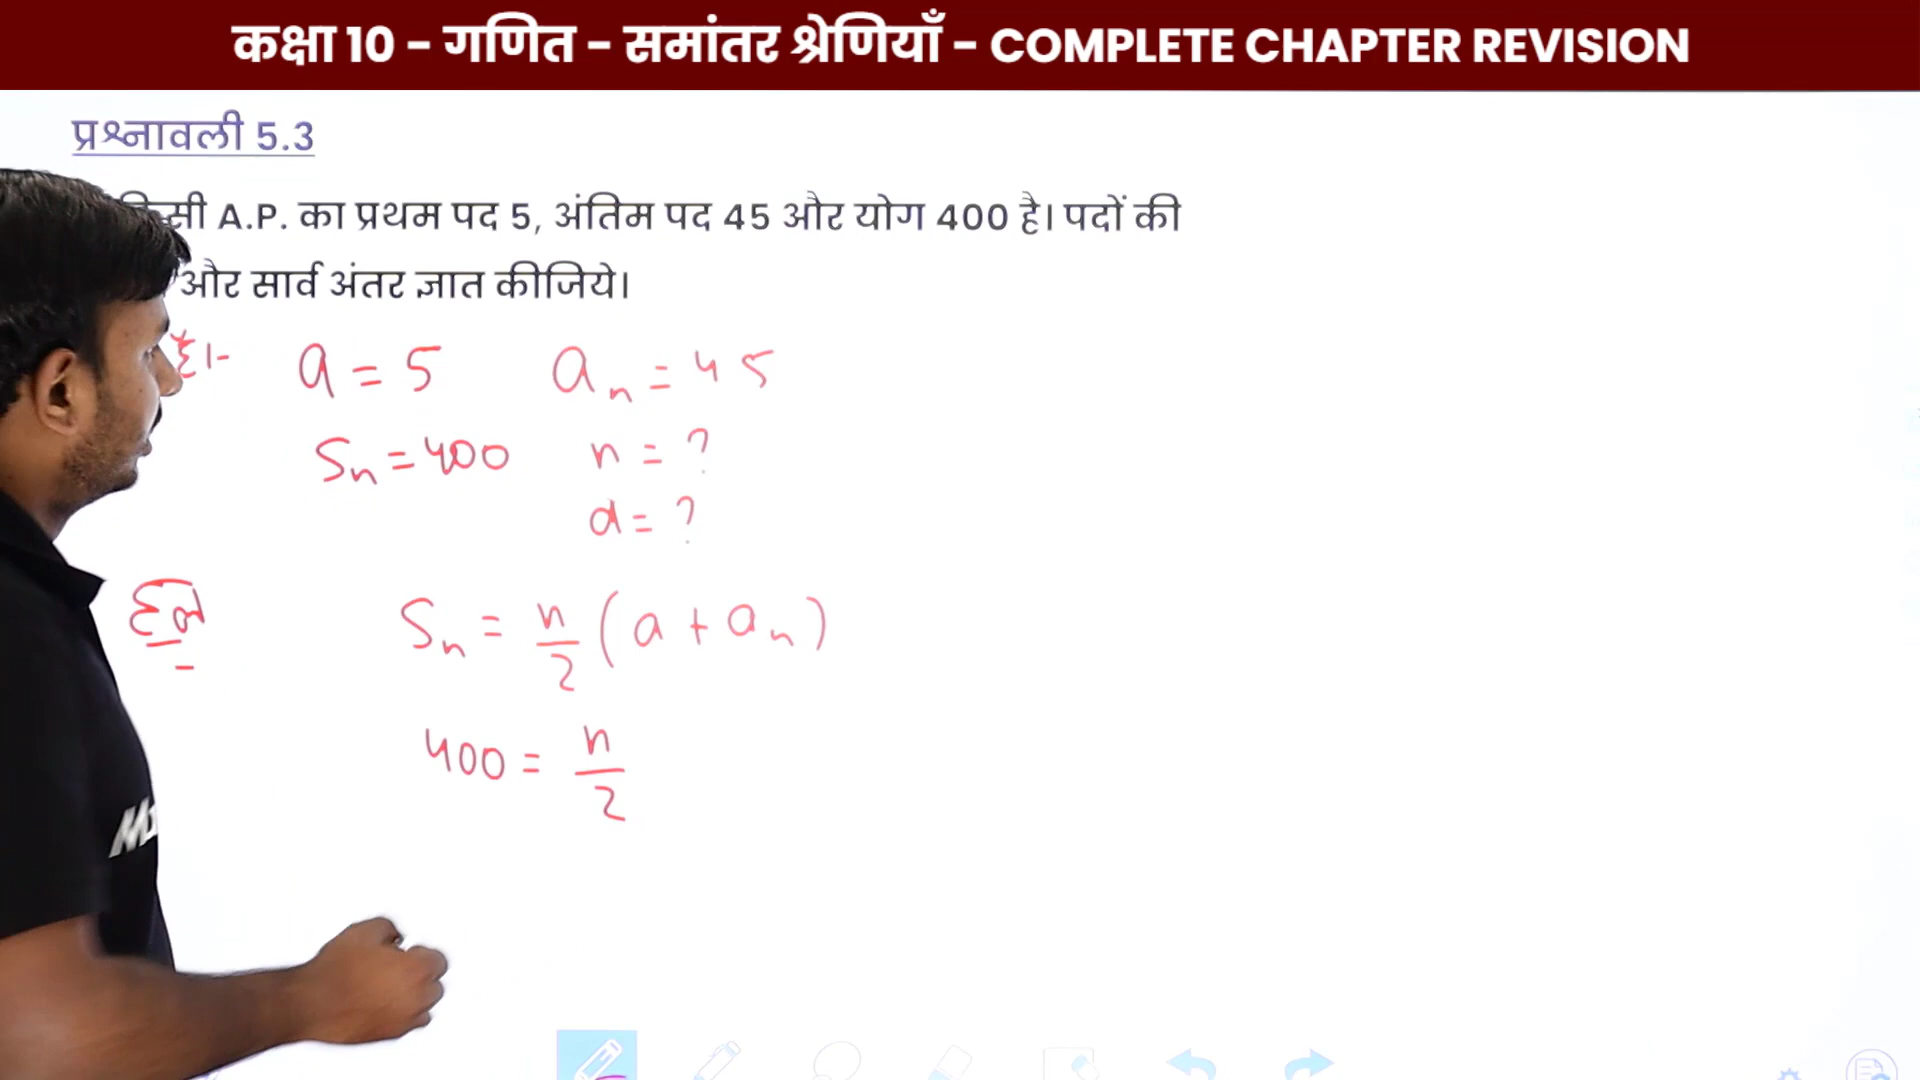 कक्षा 10 – गणित – समांतर श्रेणियाँ – COMPLETE CHAPTER REVISION
प्रश्नावली 5.3
A.P. का प्रथम पद 5, अंतिम पद 45 और योग 400 है। पदों की
और सार्व अंतर ज्ञात कीजिये।
a = 5 aₙ = 45
Sₙ = 400 n = ?
d = ?
हल
Sₙ = n/2 (a + aₙ)
400 = n/2